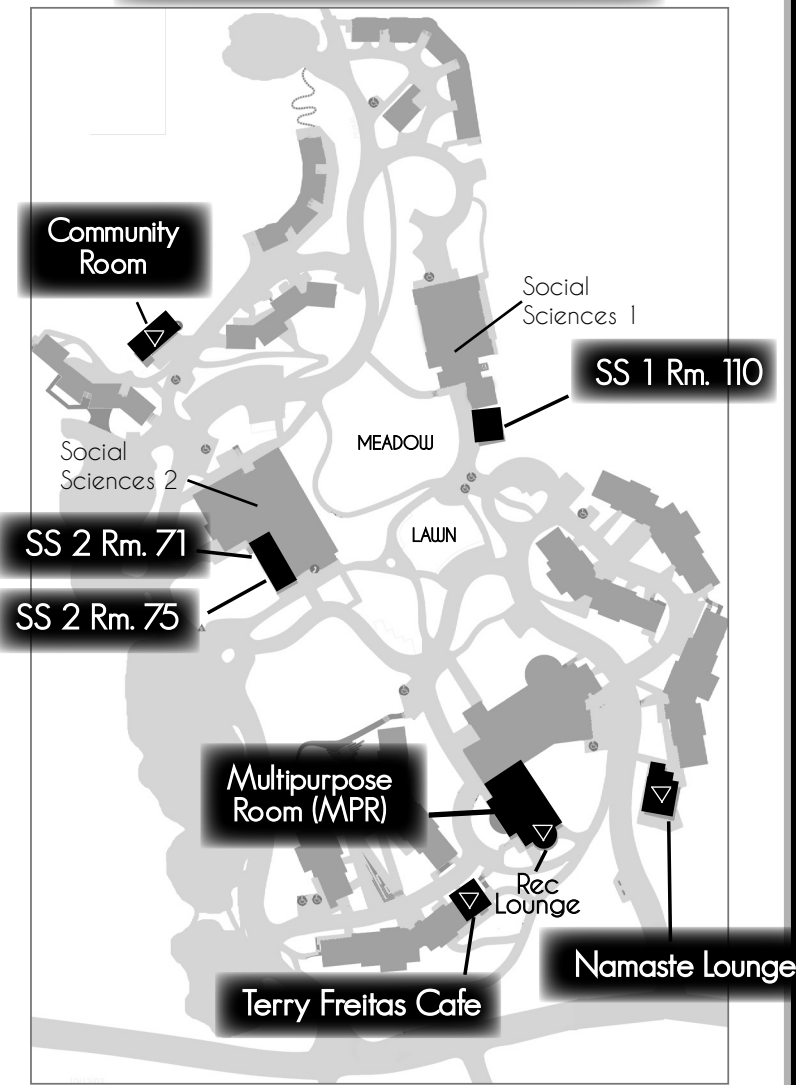 Community
Room
Social
Sciences 1
SS 1 Rm. 110
MEADOW
Social
Sciences 2
LAWN
SS 2 Rm. 71
SS 2 Rm. 75
Multipurpose
Room (MPR)
Rec
Lounge
Namaste Lounge
Terry Freitas Cafe